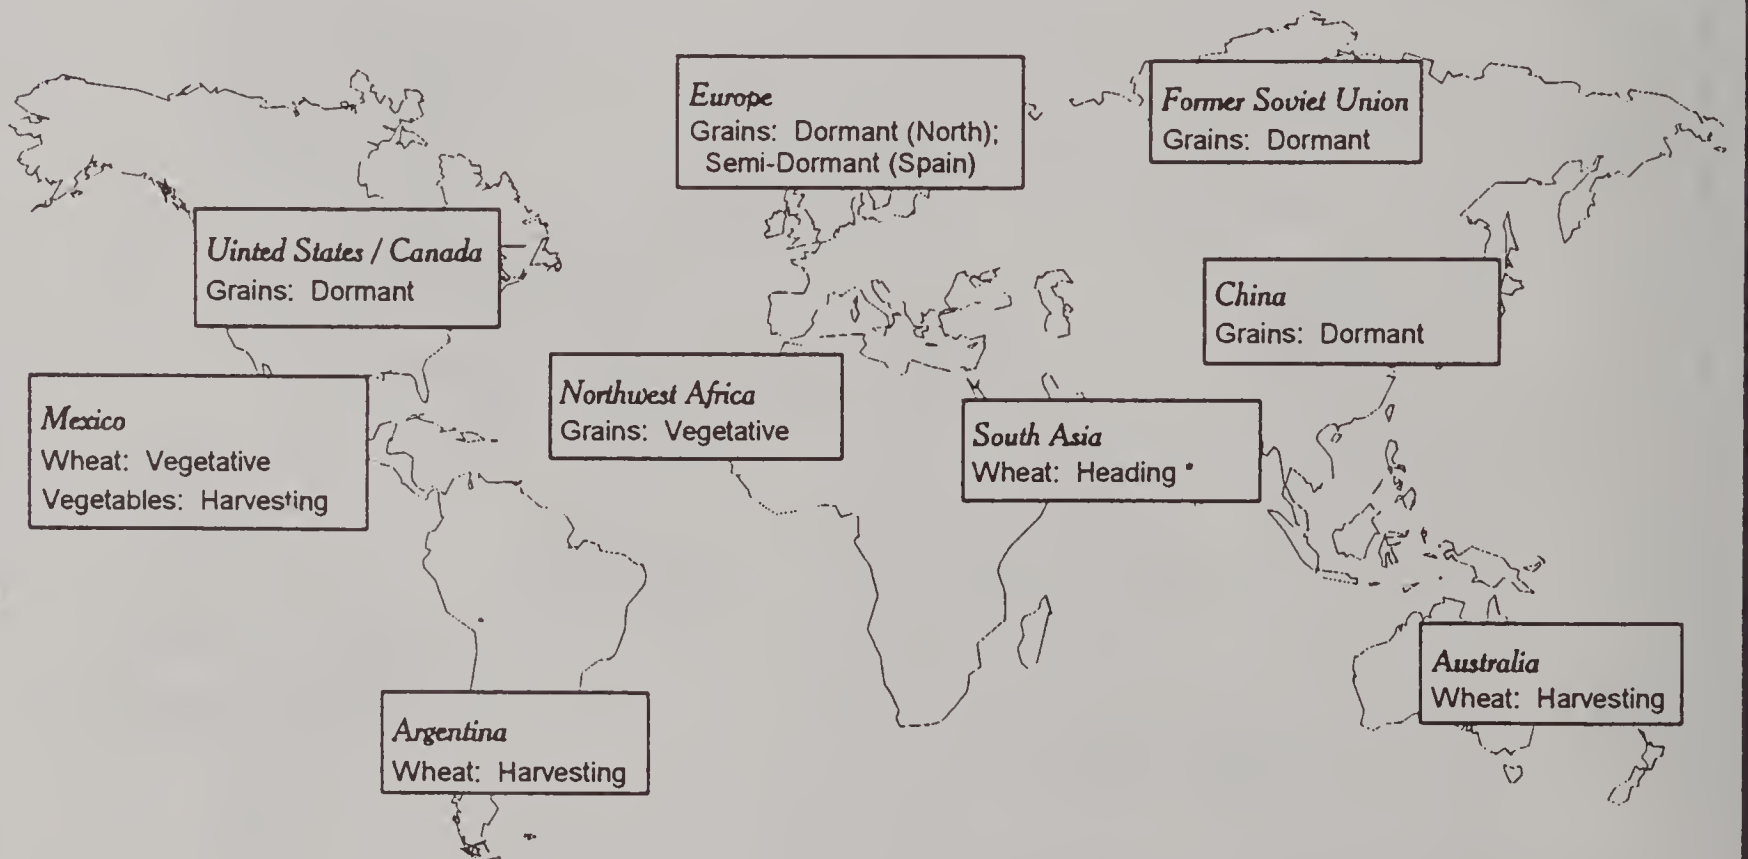 Europe
Grains: Dormant (North);
Semi-Dormant (Spain)
Former Soviet Union
Grains: Dormant
Uinted States / Canada
Grains: Dormant
China
Grains: Dormant
Mexico
Wheat: Vegetative
Vegetables: Harvesting
Northwest Africa
Grains: Vegetative
South Asia
Wheat: Heading
Argentina
Wheat: Harvesting
Australia
Wheat: Harvesting